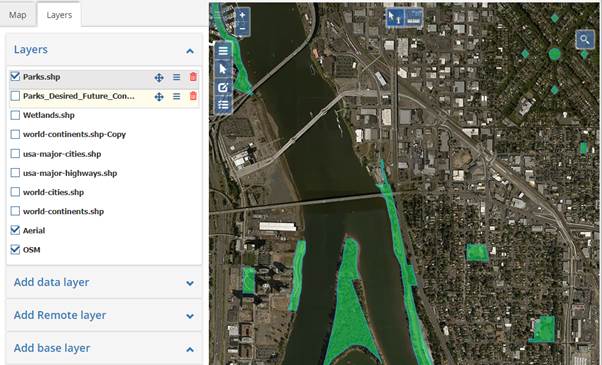 Map
Layers
Layers
Parks.shp
Parks_Desired_Future_Con...
Wetlands.shp
world-continents.shp-Copy
usa-major-cities.shp
usa-major-highways.shp
world-cities.shp
world-continents.shp
Aerial
OSM
Add data layer
Add Remote layer
Add base layer